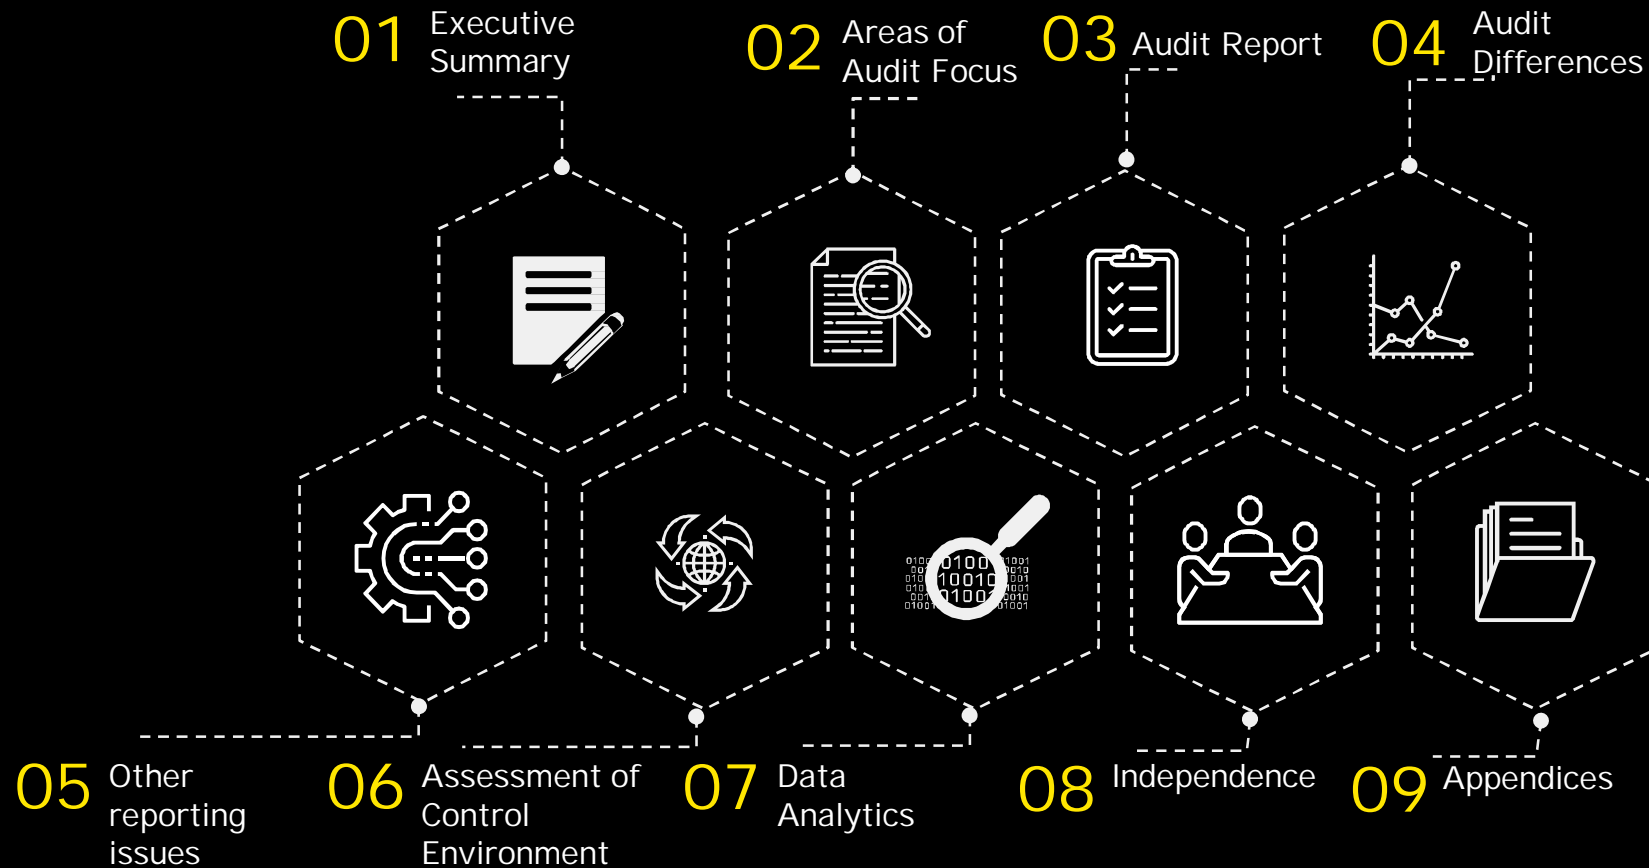 01 Executive
Summary
02 Areas of
Audit Focus
03 Audit Report
04 Audit
Differences
05 Other
reporting
issues
06 Assessment of
Control
Environment
07 Data
Analytics
08 Independence
09 Appendices